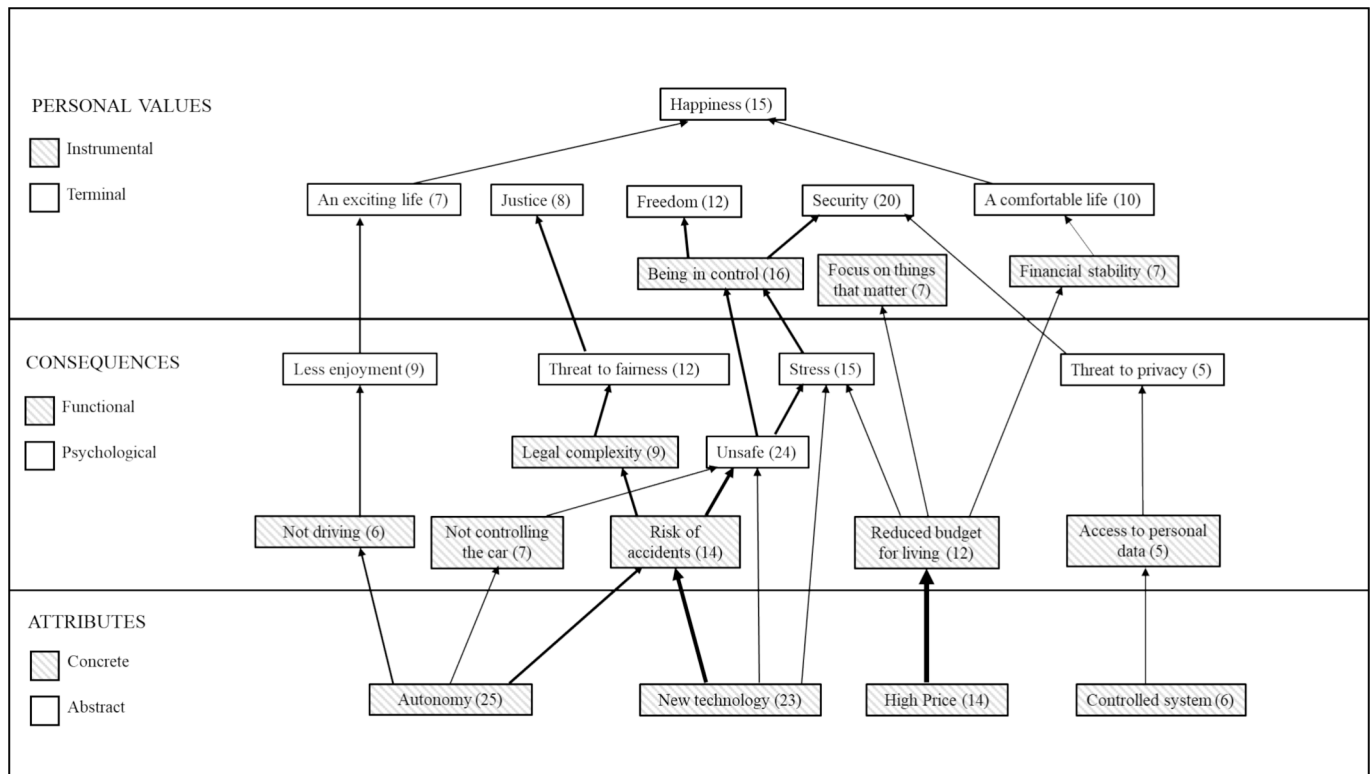 PERSONAL VALUES
Instrumental
Terminal
Happiness (15)
An exciting life (7)
Justice (8)
Freedom (12)
Security (20)
A comfortable life (10)
Being in control (16)
Focus on things
that matter (7)
Financial stability (7)
CONSEQUENCES
Functional
Psychological
Less enjoyment (9)
Threat to fairness (12)
Stress (15)
Threat to privacy (5)
Legal complexity (9)
Unsafe (24)
Not driving (6)
Not controlling
the car (7)
Risk of
accidents (14)
Reduced budget
for living (12)
Access to personal
data (5)
ATTRIBUTES
Concrete
Abstract
Autonomy (25)
New technology (23)
High Price (14)
Controlled system (6)